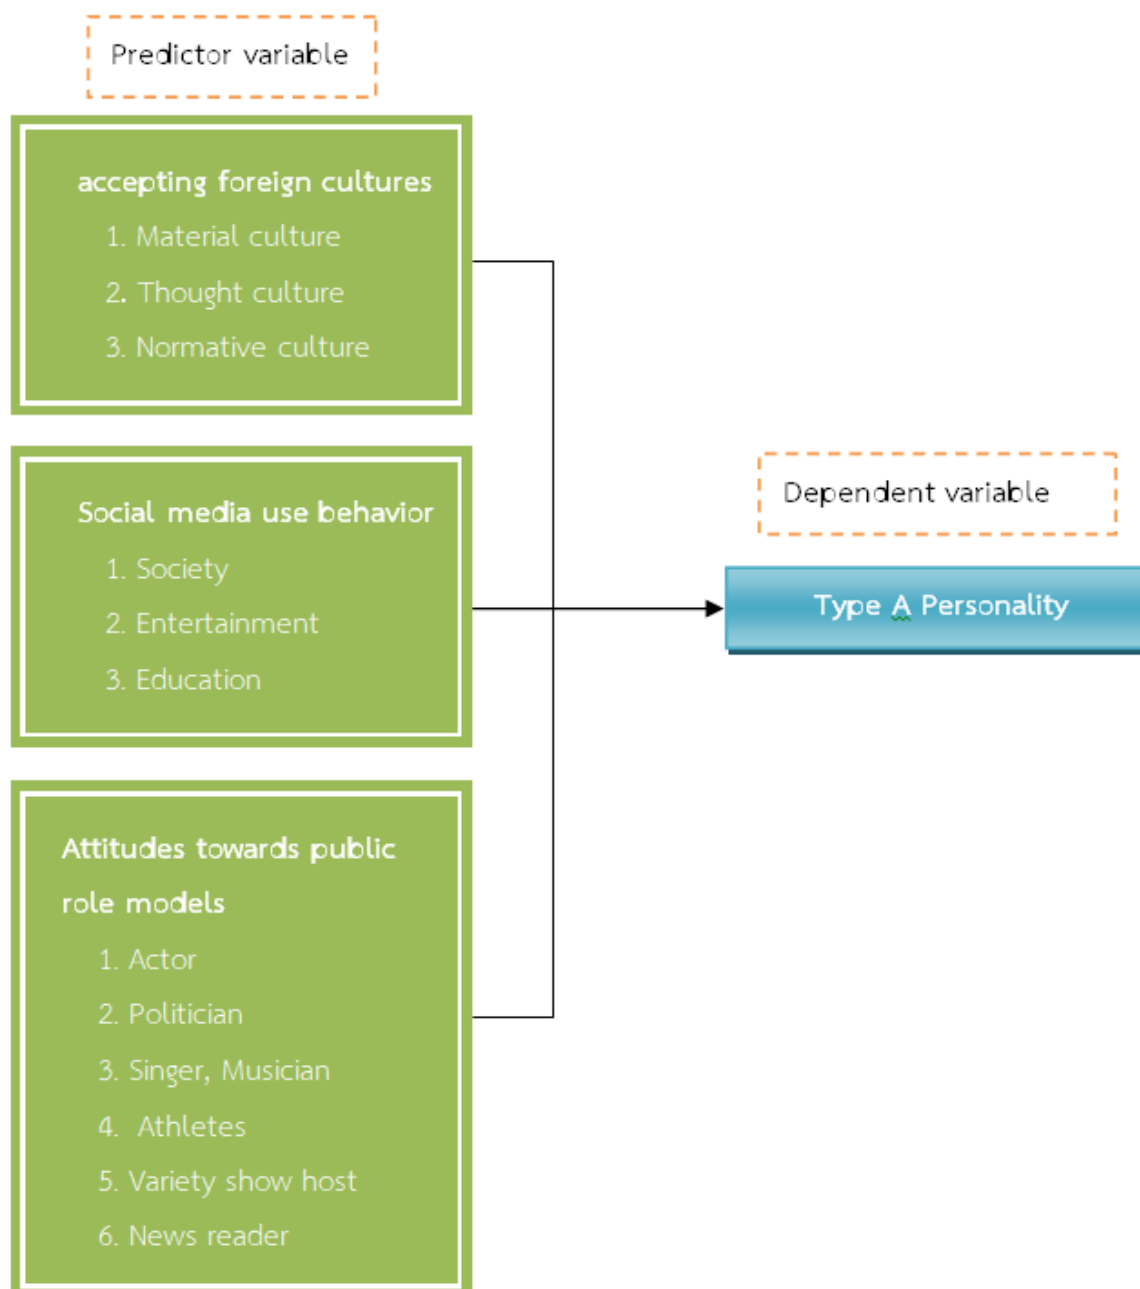 Predictor variable
accepting foreign cultures
1. Material culture
2. Thought culture
3. Normative culture
Social media use behavior
1. Society
2. Entertainment
3. Education
Attitudes towards public
role models
1. Actor
2. Politician
3. Singer, Musician
4. Athletes
5. Variety show host
6. News reader
Dependent variable
Type A Personality